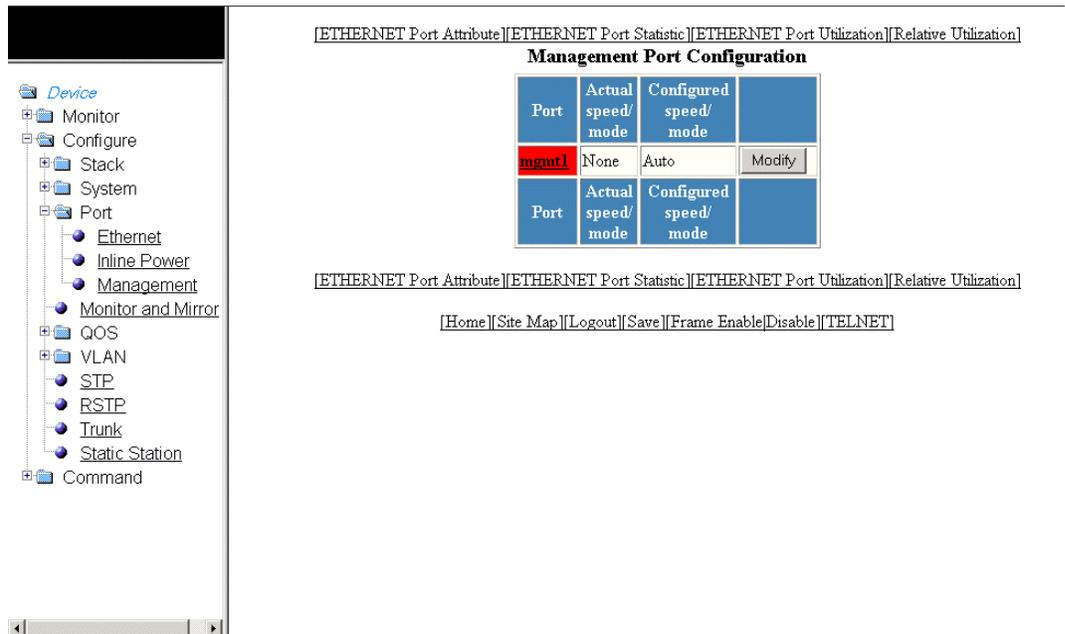 Device
Monitor
Configure
Stack
System
Port
Ethernet
Inline Power
Management
Monitor and Mirror
QOS
VLAN
STP
RSTP
Trunk
Static Station
Command
[ETHERNET Port Attribute][ETHERNET Port Statistic][ETHERNET Port Utilization][Relative Utilization]
Management Port Configuration
Port Actual speed/ mode Configured speed/ mode
mgmt1 None Auto Modify
Port Actual speed/ mode Configured speed/ mode
[ETHERNET Port Attribute][ETHERNET Port Statistic][ETHERNET Port Utilization][Relative Utilization]
[Home][Site Map][Logout][Save][Frame Enable|Disable][TELNET]